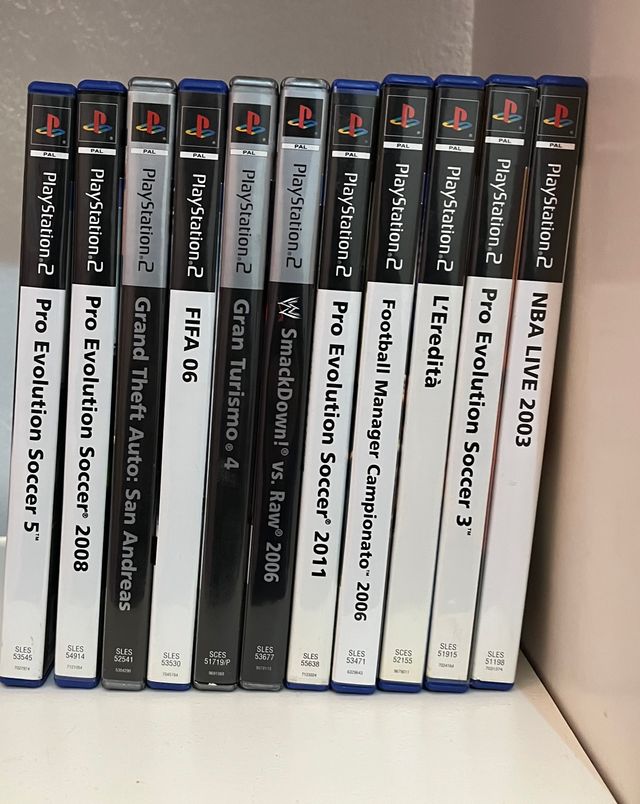 PAL
PlayStation.2
Pro Evolution Soccer 5™
SLES
53545
PAL
PlayStation.2
Pro Evolution Soccer® 2008
SLES
54914
PAL
PlayStation.2
Grand Theft Auto: San Andreas
SLES
52541
PAL
PlayStation.2
FIFA 06
SLES
53530
PAL
PlayStation.2
Gran Turismo® 4
SCES
51719/P
PAL
PlayStation.2
W SmackDown!® vs. Raw® 2006
SLES
53677
PAL
PlayStation.2
Pro Evolution Soccer® 2011
SLES
55638
PAL
PlayStation.2
Football Manager Campionato™ 2006
SLES
53471
PAL
PlayStation.2
L'Eredità
SCES
52155
PAL
PlayStation.2
Pro Evolution Soccer 3™
SLES
51915
PAL
PlayStation.2
NBA LIVE 2003
SLES
51198